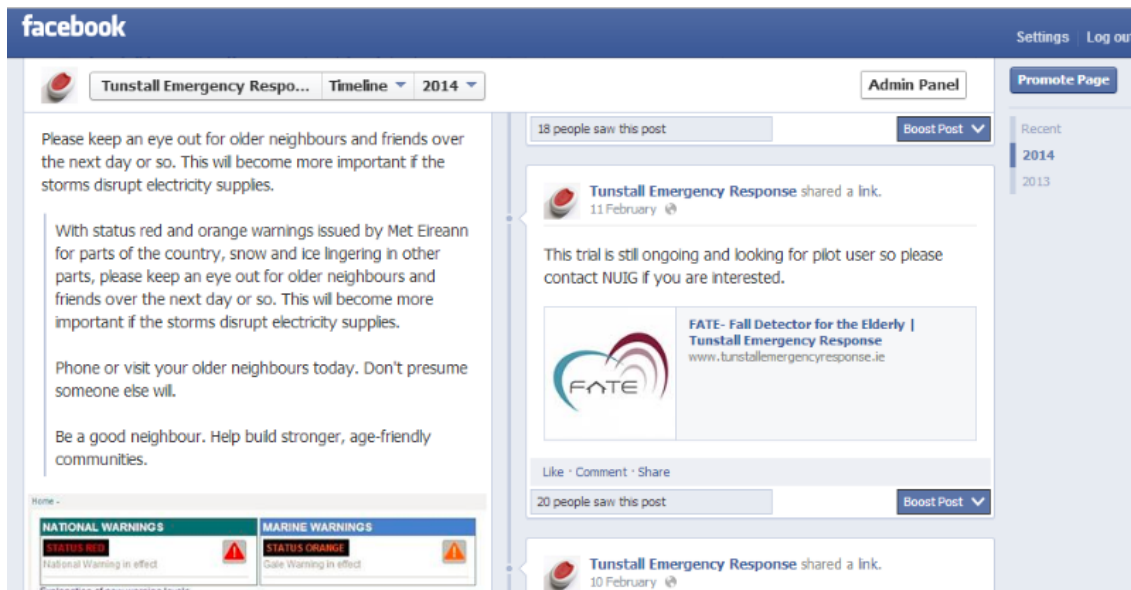 facebook
Settings
Log ou
Tunstall Emergency Respo...
Timeline
2014
Admin Panel
Promote Page
Recent
2014
2013
Please keep an eye out for older neighbours and friends over
the next day or so. This will become more important if the
storms disrupt electricity supplies.
With status red and orange warnings issued by Met Eireann
for parts of the country, snow and ice lingering in other
parts, please keep an eye out for older neighbours and
friends over the next day or so. This will become more
important if the storms disrupt electricity supplies.
Phone or visit your older neighbours today. Don't presume
someone else will.
Be a good neighbour. Help build stronger, age-friendly
communities.
Home -
NATIONAL WARNINGS
STATUS RED
National Warning in effect
MARINE WARNINGS
STATUS ORANGE
Gale Warning in effect
18 people saw this post
Boost Post
Tunstall Emergency Response shared a link.
11 February
This trial is still ongoing and looking for pilot user so please
contact NUIG if you are interested.
FATE
FATE- Fall Detector for the Elderly |
Tunstall Emergency Response
www.tunstallemergencyresponse.ie
Like · Comment · Share
20 people saw this post
Boost Post
Tunstall Emergency Response shared a link.
10 February